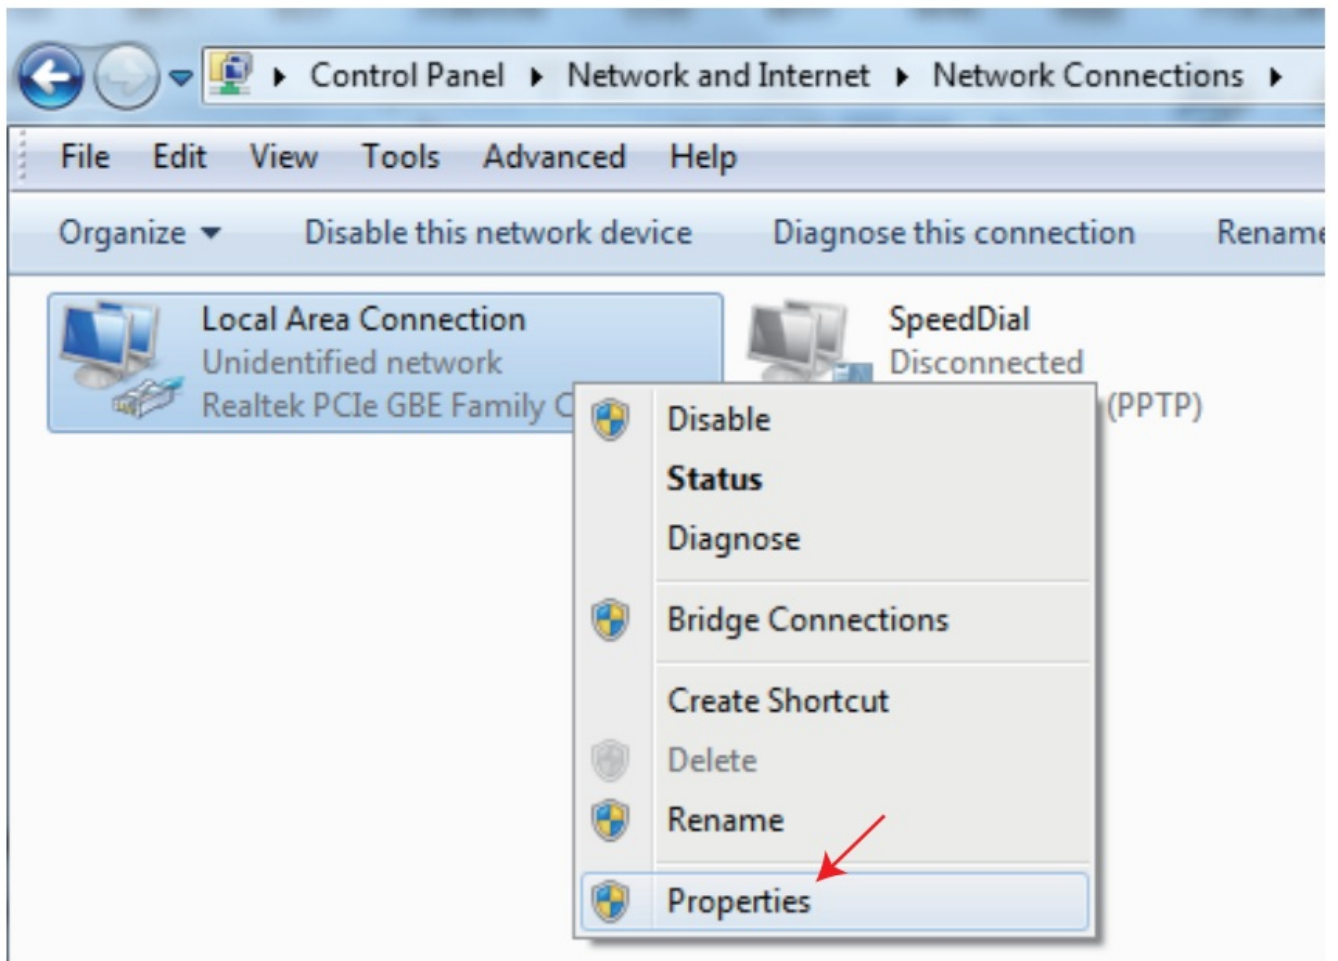 Control Panel Network and Internet Network Connections
File Edit View Tools Advanced Help
Organize Disable this network device Diagnose this connection Rename
Local Area Connection
Unidentified network
Realtek PCIe GBE Family C
SpeedDial
Disconnected
(PPTP)
Disable
Status
Diagnose
Bridge Connections
Create Shortcut
Delete
Rename
Properties